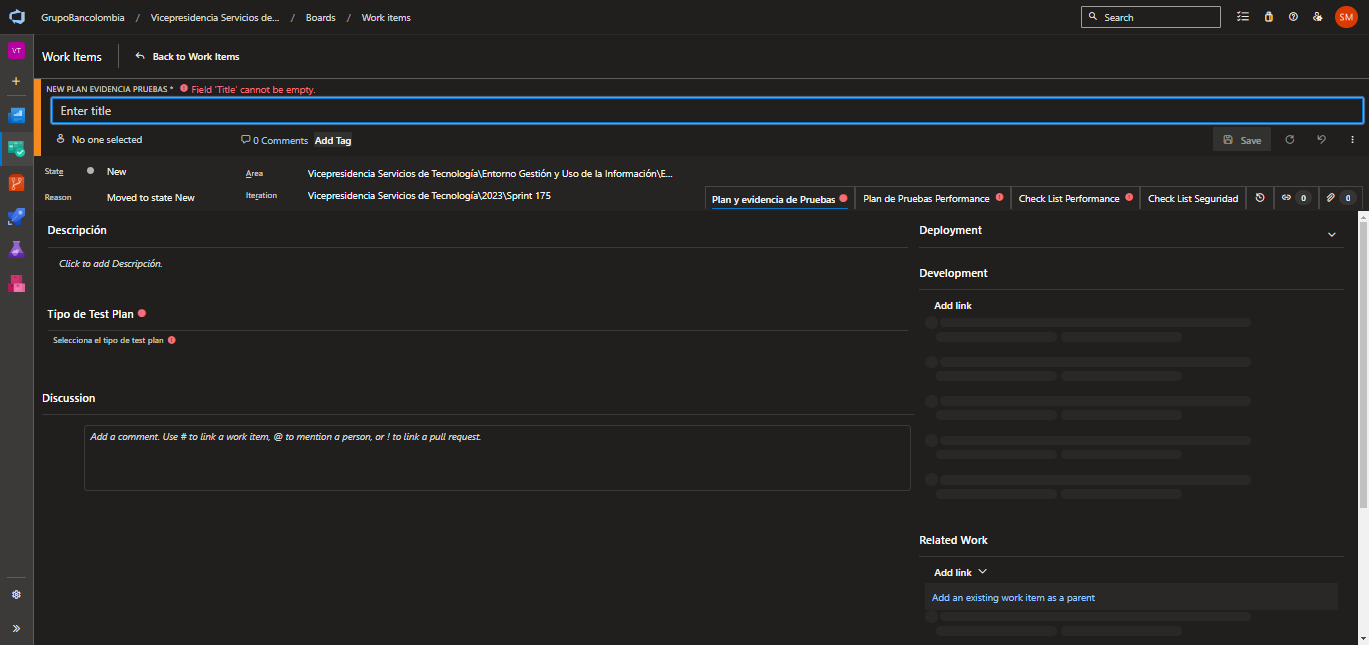 GrupoBancolombia / Vicepresidencia Servicios de... / Boards / Work items
Search
SM
VT
Work Items
Back to Work Items
NEW PLAN EVIDENCIA PRUEBAS * Field 'Title' cannot be empty.
Enter title
No one selected
0 Comments
Add Tag
Save
State
New
Area
Vicepresidencia Servicios de Tecnología\Entorno Gestión y Uso de la Información\E...
Reason
Moved to state New
Iteration
Vicepresidencia Servicios de Tecnología\2023\Sprint 175
Plan y evidencia de Pruebas
Plan de Pruebas Performance
Check List Performance
Check List Seguridad
0
0
Descripción
Click to add Descripción.
Tipo de Test Plan
Selecciona el tipo de test plan
Discussion
Add a comment. Use # to link a work item, @ to mention a person, or ! to link a pull request.
Deployment
Development
Add link
Related Work
Add link
Add an existing work item as a parent